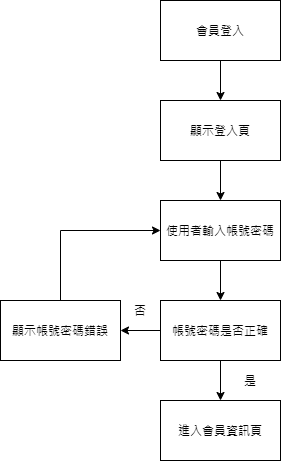 會員登入
顯示登入頁
使用者輸入帳號密碼
否
顯示帳號密碼錯誤
帳號密碼是否正確
是
進入會員資訊頁